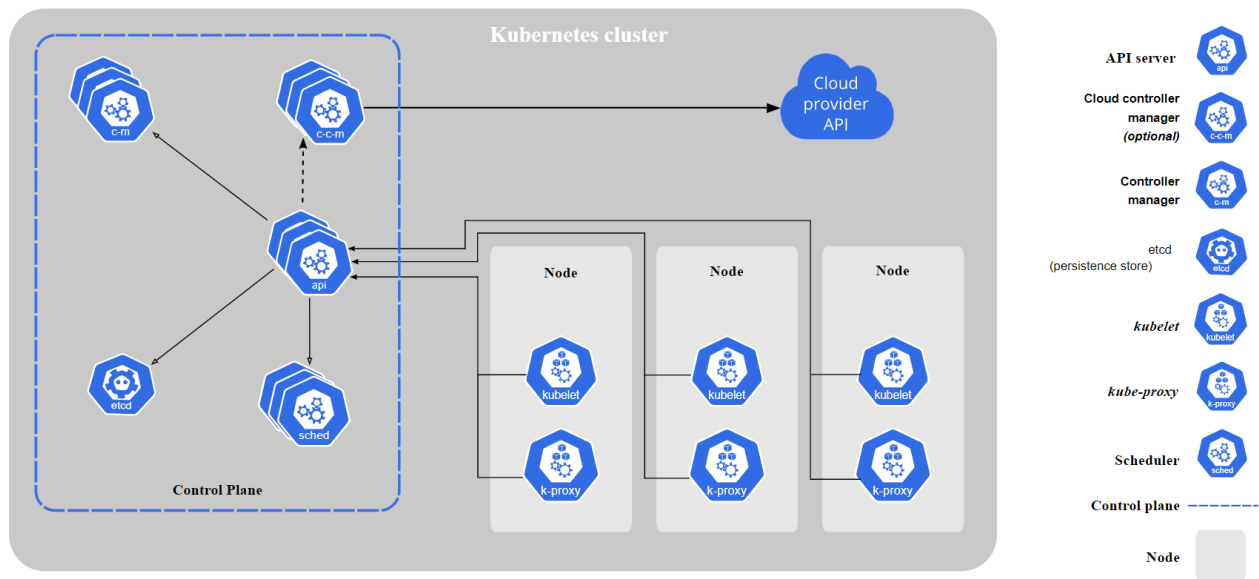 Kubernetes cluster
c-m
c-c-m
Cloud
provider
API
api
etcd
sched
Control Plane
Node
kubelet
k-proxy
Node
kubelet
k-proxy
Node
kubelet
k-proxy
API server
api
Cloud controller
manager
(optional)
c-c-m
Controller
manager
c-m
etcd
(persistence store)
etcd
kubelet
kubelet
kube-proxy
k-proxy
Scheduler
sched
Control plane
Node